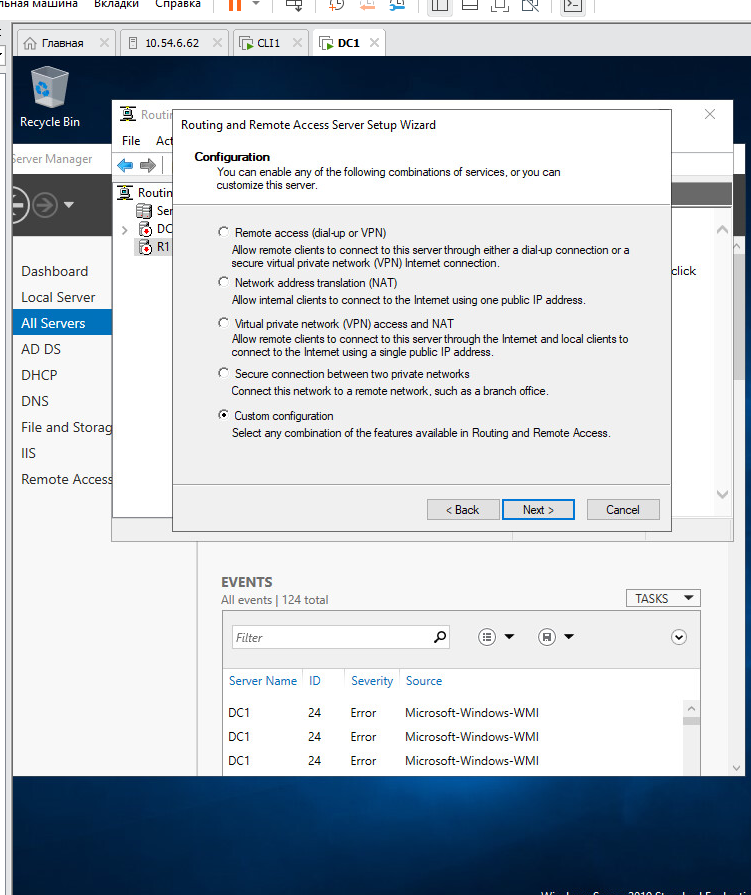 льная машина Вкладки Справка
Главная
10.54.6.62
CLI1
DC1
Recycle Bin
File
Routing and Remote Access Server Setup Wizard
Configuration
You can enable any of the following combinations of services, or you can
customize this server.
Remote access (dial-up or VPN)
Allow remote clients to connect to this server through either a dial-up connection or a
secure virtual private network (VPN) Internet connection.
Network address translation (NAT)
Allow internal clients to connect to the Internet using one public IP address.
Virtual private network (VPN) access and NAT
Allow remote clients to connect to this server through the Internet and local clients to
connect to the Internet using a single public IP address.
Secure connection between two private networks
Connect this network to a remote network, such as a branch office.
Custom configuration
Select any combination of the features available in Routing and Remote Access.
< Back
Next >
Cancel
Server Manager
Routin
Act
Routin
Ser
DC
R1
click
Dashboard
Local Server
All Servers
AD DS
DHCP
DNS
File and Storag
IIS
Remote Access
EVENTS
All events | 124 total
TASKS
Filter
Server Name ID Severity Source
DC1 24 Error Microsoft-Windows-WMI
DC1 24 Error Microsoft-Windows-WMI
DC1 24 Error Microsoft-Windows-WMI